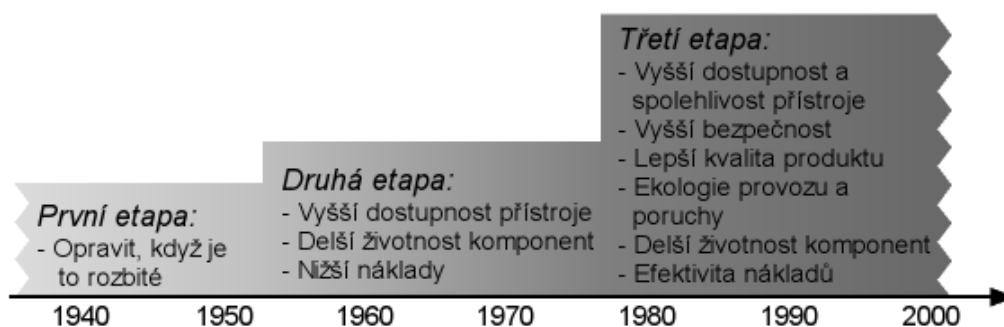 První etapa:
- Opravit, když je
to rozbité
Druhá etapa:
- Vyšší dostupnost přístroje
- Delší životnost komponent
- Nižší náklady
Třetí etapa:
- Vyšší dostupnost a
spolehlivost přístroje
- Vyšší bezpečnost
- Lepší kvalita produktu
- Ekologie provozu a
poruchy
- Delší životnost komponent
- Efektivita nákladů
1940 1950 1960 1970 1980 1990 2000